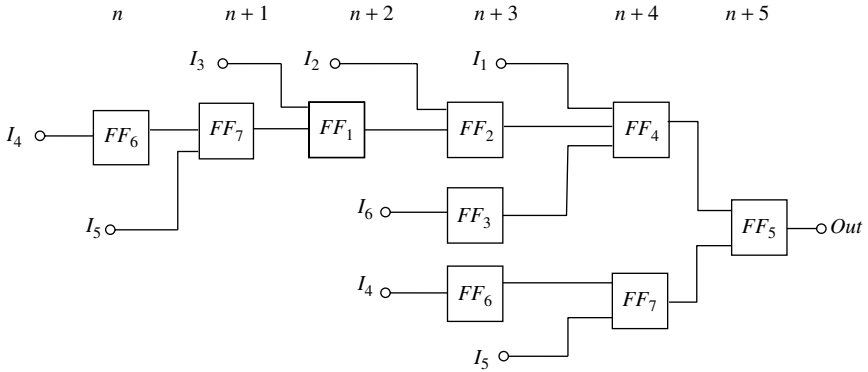 n n + 1 n + 2 n + 3 n + 4 n + 5
I₃ I₂ I₁
I₄ FF₆ FF₇ FF₁ FF₂ FF₄
I₅ I₆ FF₃ FF₅ Out
I₄ FF₆ FF₇
I₅